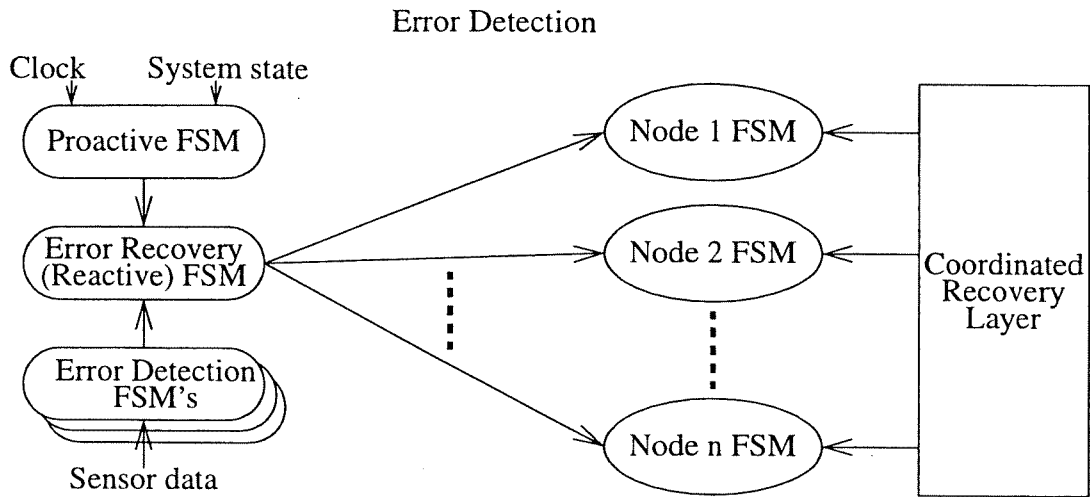 Error Detection
Clock
System state
Proactive FSM
Error Recovery
(Reactive) FSM
Error Detection
FSM's
Sensor data
Node 1 FSM
Node 2 FSM
Node n FSM
Coordinated
Recovery
Layer